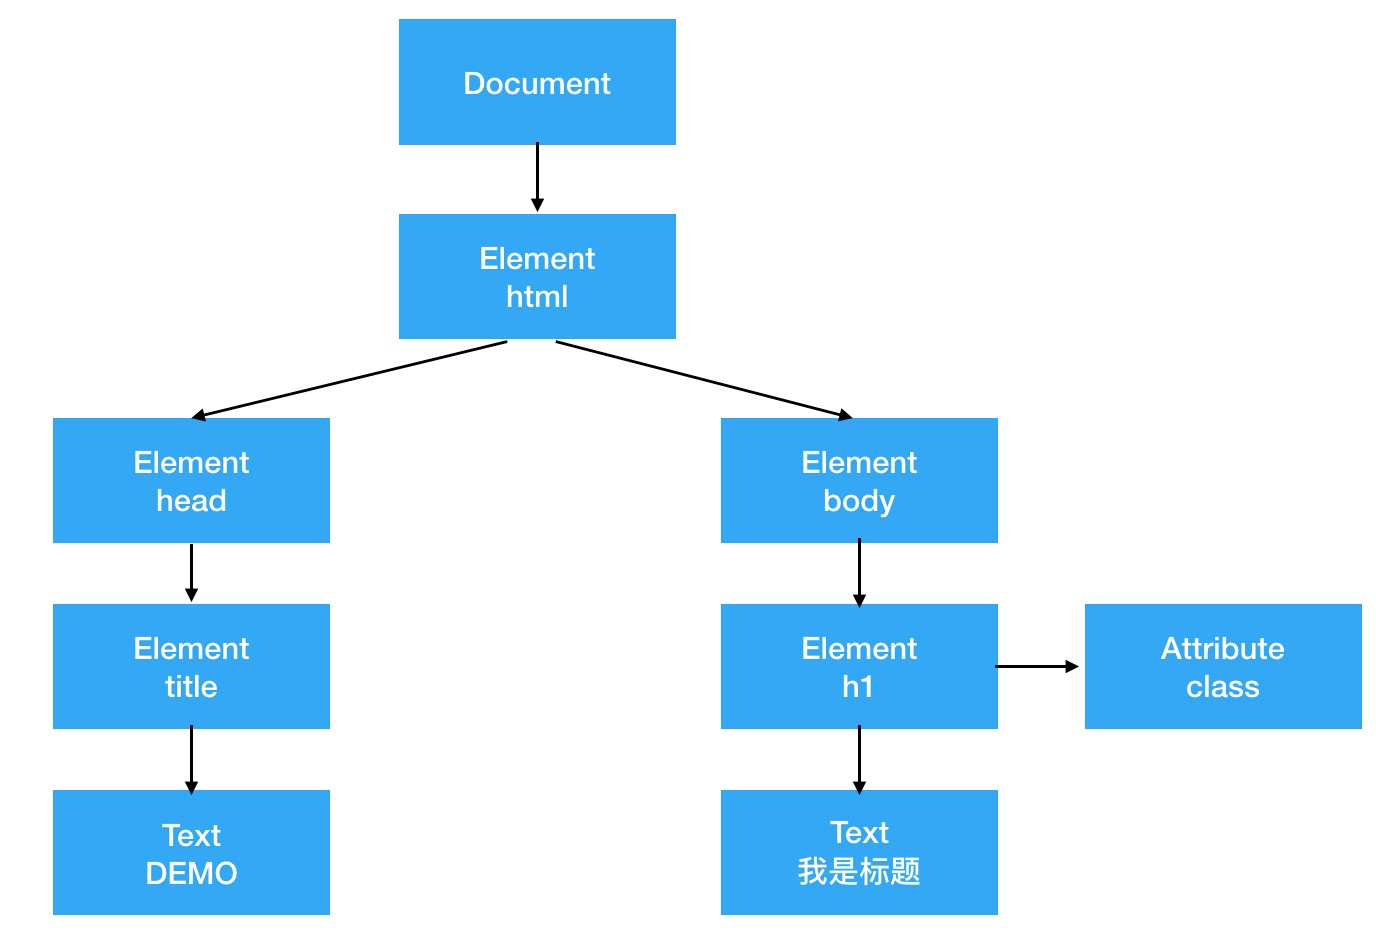 Document
Element
html
Element
head
Element
body
Element
title
Element
h1
Attribute
class
Text
DEMO
Text
我是标题